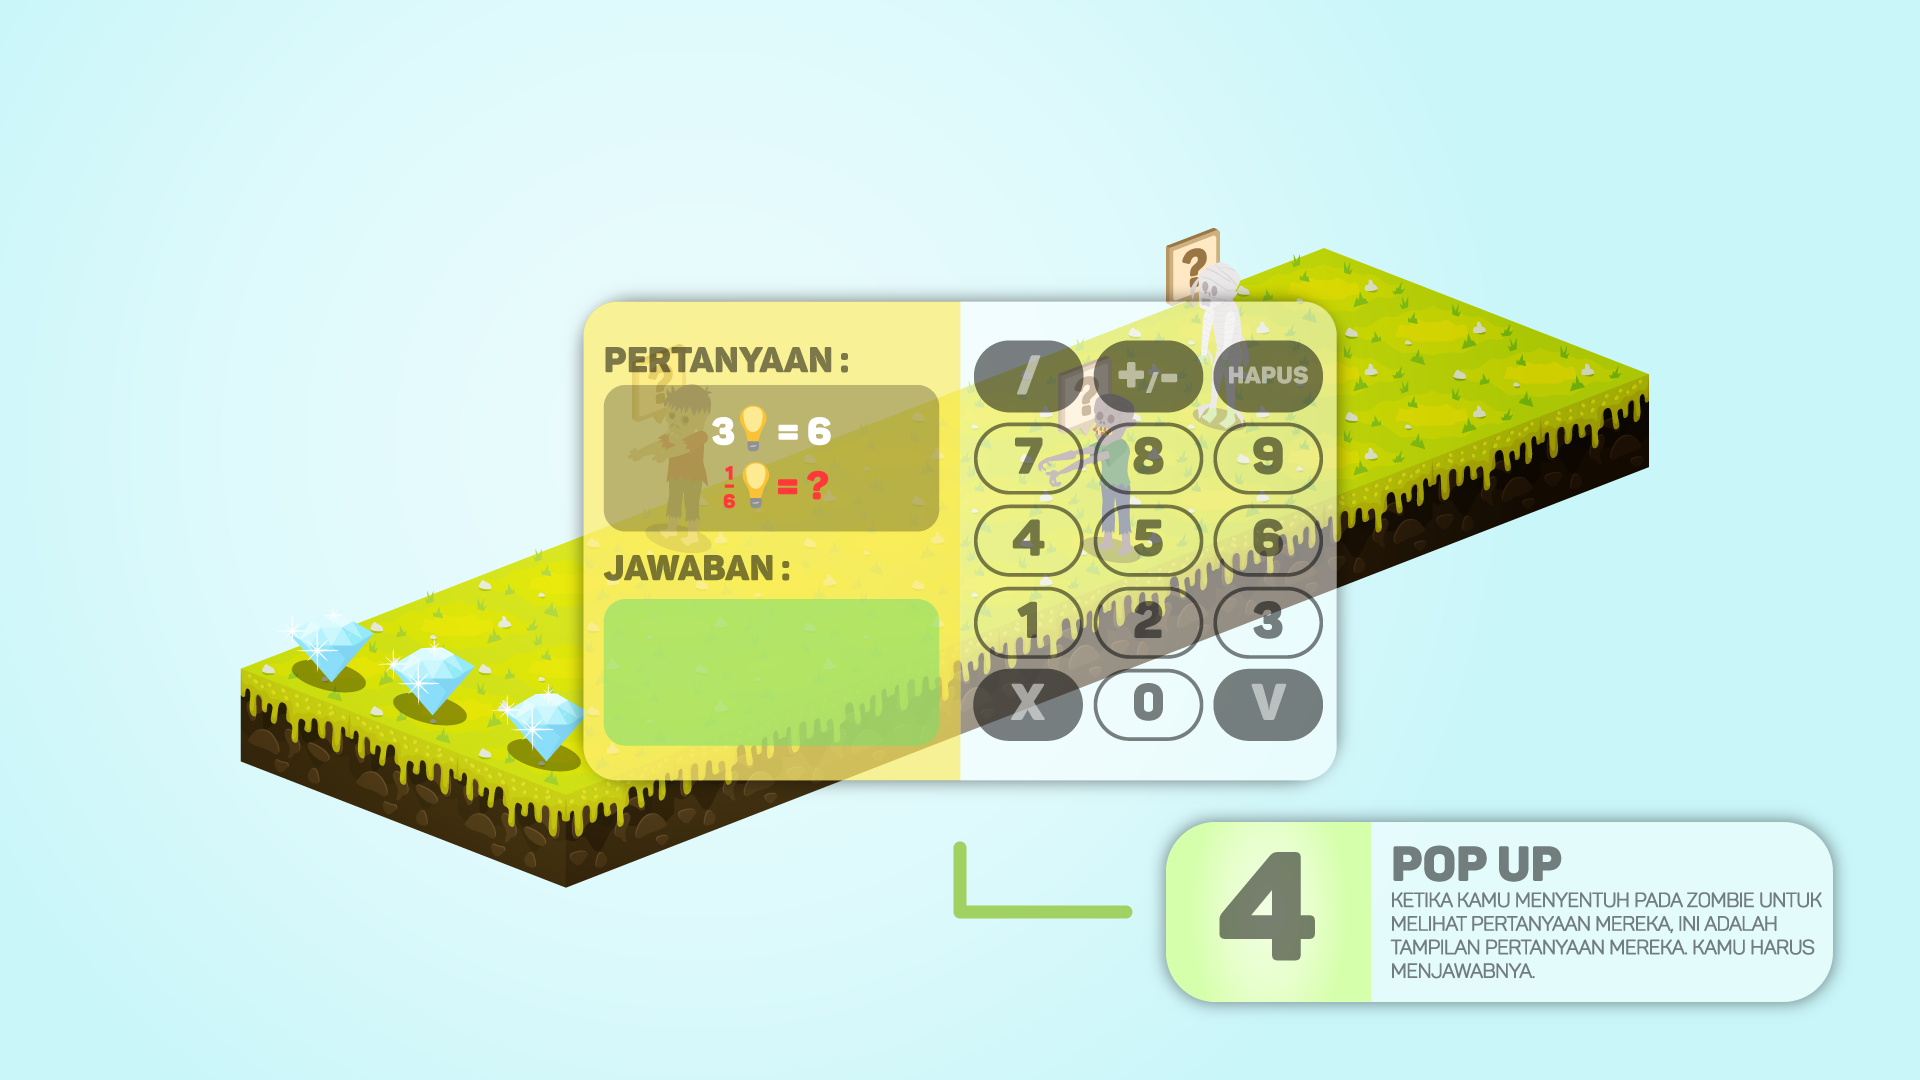 ?
PERTANYAAN :
3 = 6
1/6 = ?
JAWABAN :
/ +/- HAPUS
7 8 9
4 5 6
1 2 3
X 0 V
?
?
4
POP UP
KETIKA KAMU MENYENTUH PADA ZOMBIE UNTUK
MELIHAT PERTANYAAN MEREKA, INI ADALAH
TAMPILAN PERTANYAAN MEREKA. KAMU HARUS
MENJAWABNYA.